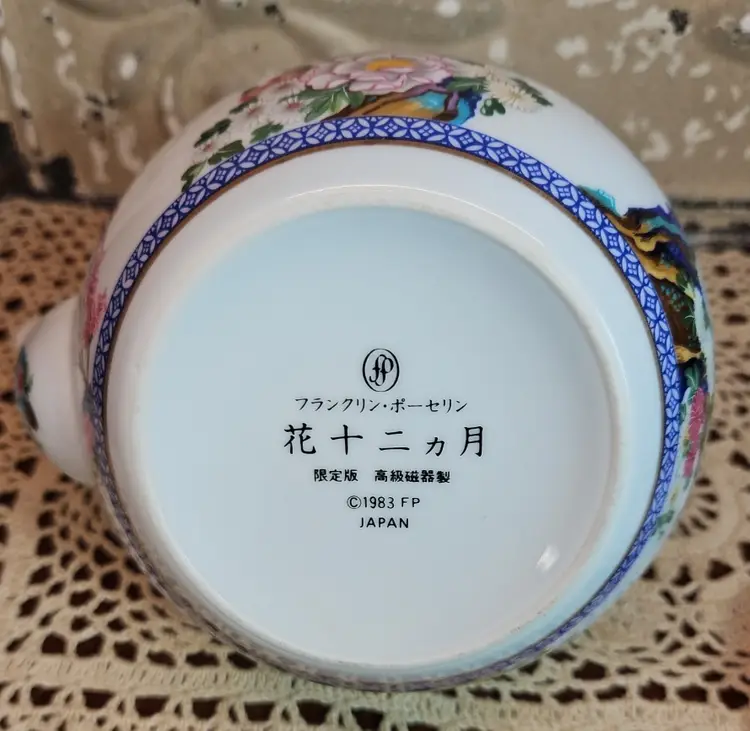 FP
フランクリン・ポーセリン
花十二ヵ月
限定版 高級磁器製
©1983 FP
JAPAN